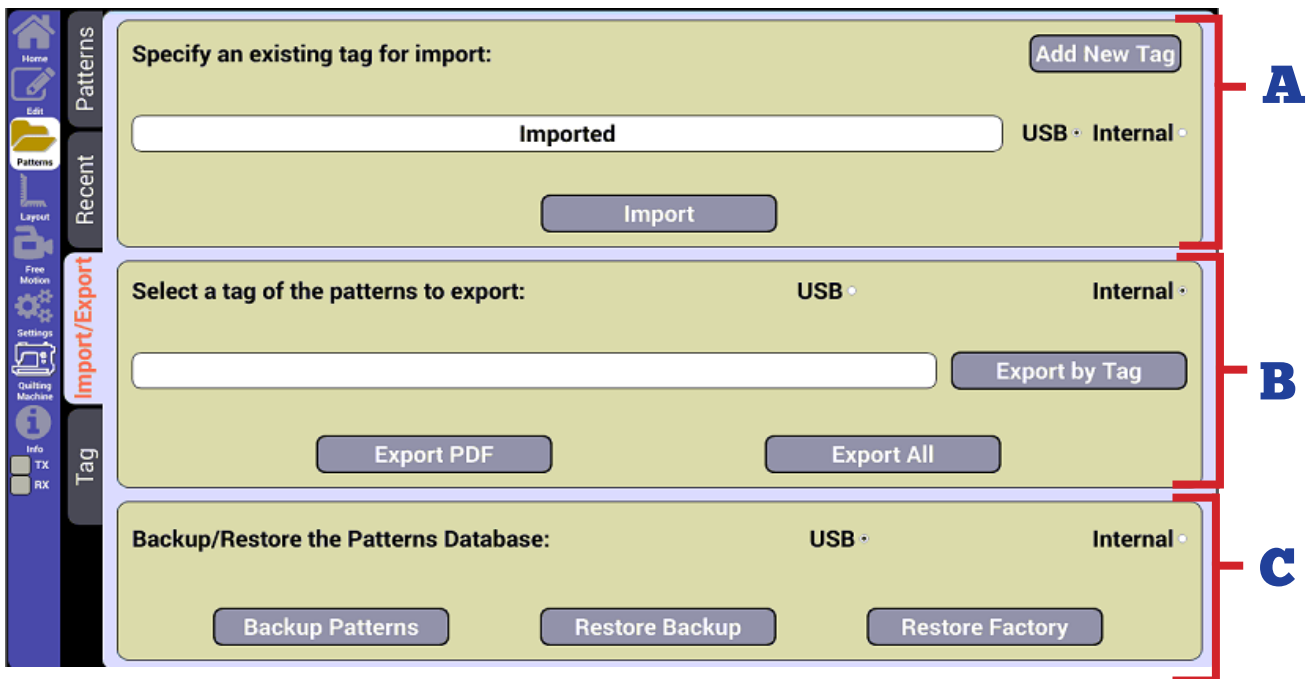 Home
Edit
Patterns
Layout
Free
Motion
Settings
Quilting
Machine
Info
TX
RX
Patterns
Recent
Import/Export
Tag
Specify an existing tag for import:
Add New Tag
Imported
USB Internal
Import
A
Select a tag of the patterns to export:
USB
Internal
Export by Tag
Export PDF
Export All
B
Backup/Restore the Patterns Database:
USB
Internal
Backup Patterns
Restore Backup
Restore Factory
C